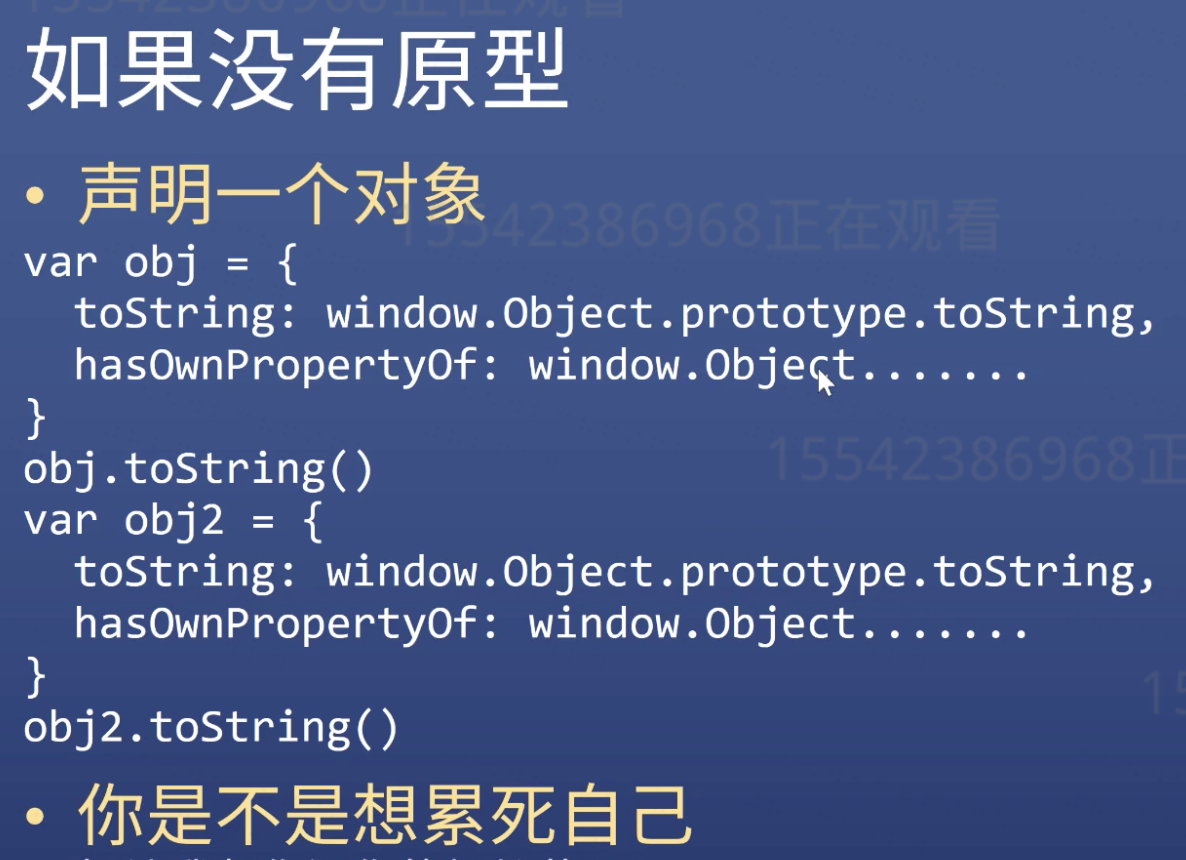 15542386968正在观看
如果没有原型
• 声明一个对象
15542386968正在观看
var obj = {
  toString: window.Object.prototype.toString,
  hasOwnPropertyOf: window.Object.......
}
15542386968正
obj.toString()
var obj2 = {
  toString: window.Object.prototype.toString,
  hasOwnPropertyOf: window.Object.......
}
15
obj2.toString()
• 你是不是想累死自己